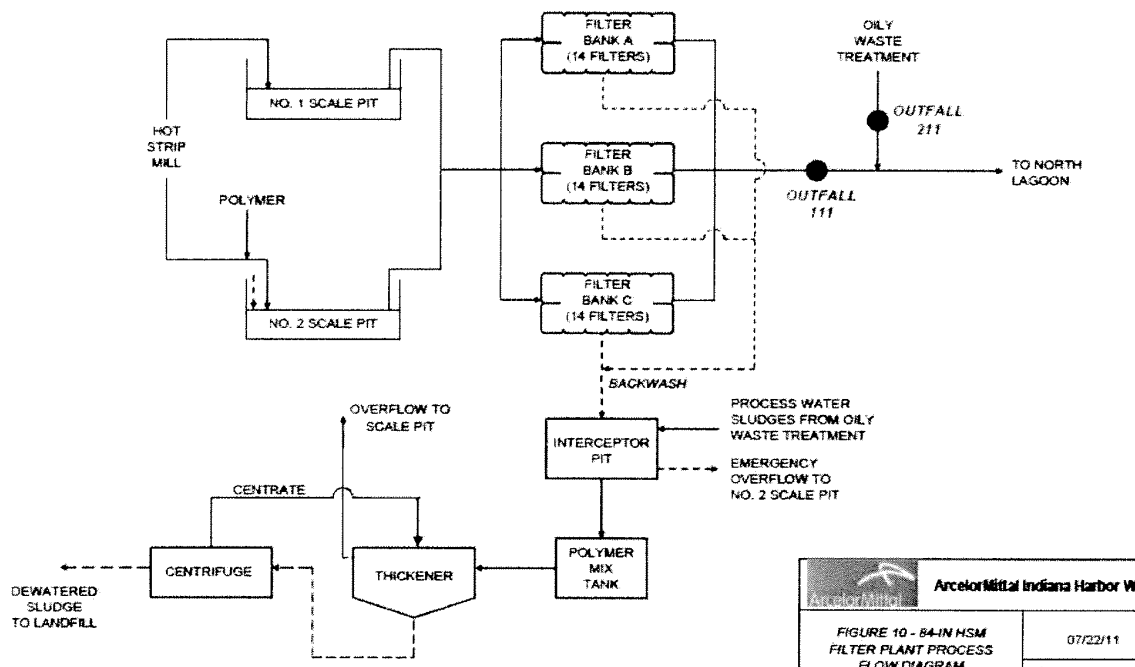 FILTER
BANK A
(14 FILTERS)
OILY
WASTE
TREATMENT
OUTFALL
211
NO. 1 SCALE PIT
HOT
STRIP
MILL
FILTER
BANK B
(14 FILTERS)
TO NORTH
LAGOON
OUTFALL
111
POLYMER
FILTER
BANK C
(14 FILTERS)
NO. 2 SCALE PIT
BACKWASH
OVERFLOW TO
SCALE PIT
PROCESS WATER
SLUDGES FROM OILY
WASTE TREATMENT
INTERCEPTOR
PIT
EMERGENCY
OVERFLOW TO
NO. 2 SCALE PIT
CENTRATE
CENTRIFUGE
THICKENER
POLYMER
MIX
TANK
DEWATERED
SLUDGE
TO LANDFILL
ArcelorMittal
ArcelorMittal Indiana Harbor W
FIGURE 10 - 84-IN HSM
FILTER PLANT PROCESS
FLOW DIAGRAM
07/22/11